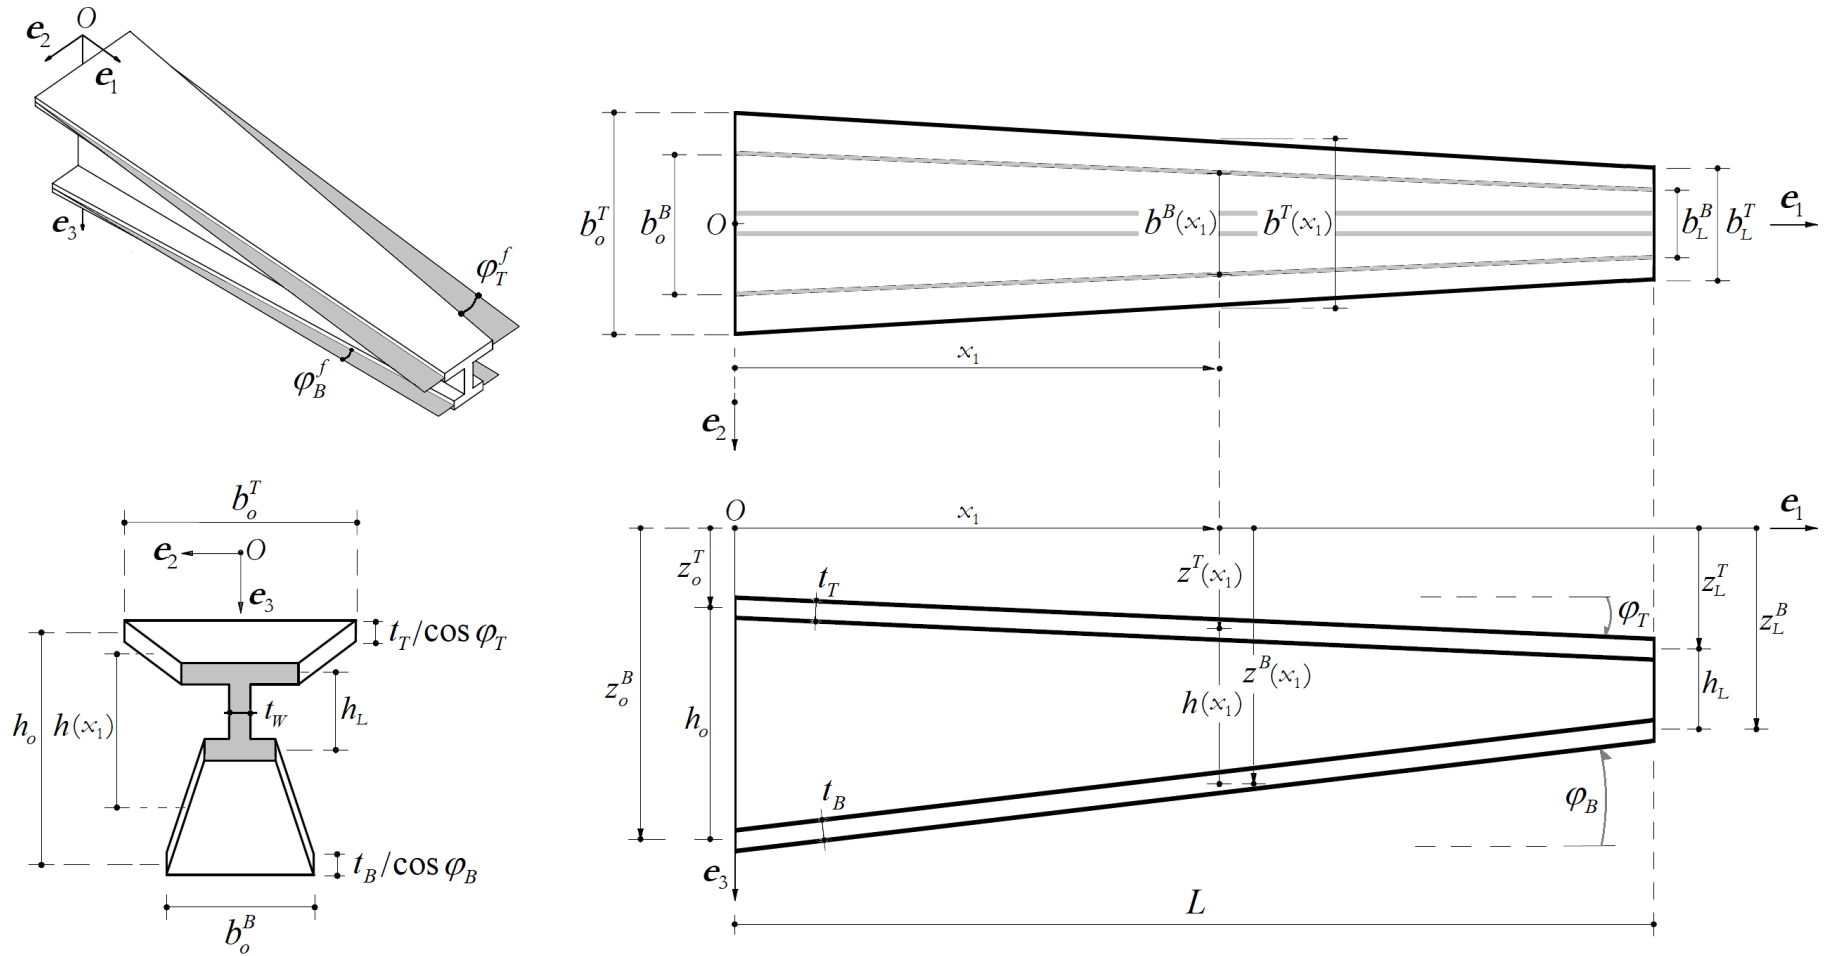 O
e₂
e₁
e₃
φ_T^f
φ_B^f
b_o^T
b_o^B
O
b^B(x₁)
b^T(x₁)
b_L^B
b_L^T
e₁
x₁
e₂
b_o^T
e₂
O
e₃
t_T/cos φ_T
h_o
h(x₁)
t_W
h_L
t_B/cos φ_B
b_o^B
O
x₁
e₁
z_o^T
t_T
z^T(x₁)
z_L^T
φ_T
z_L^B
z_o^B
h_o
z^B(x₁)
h(x₁)
h_L
t_B
φ_B
e₃
L